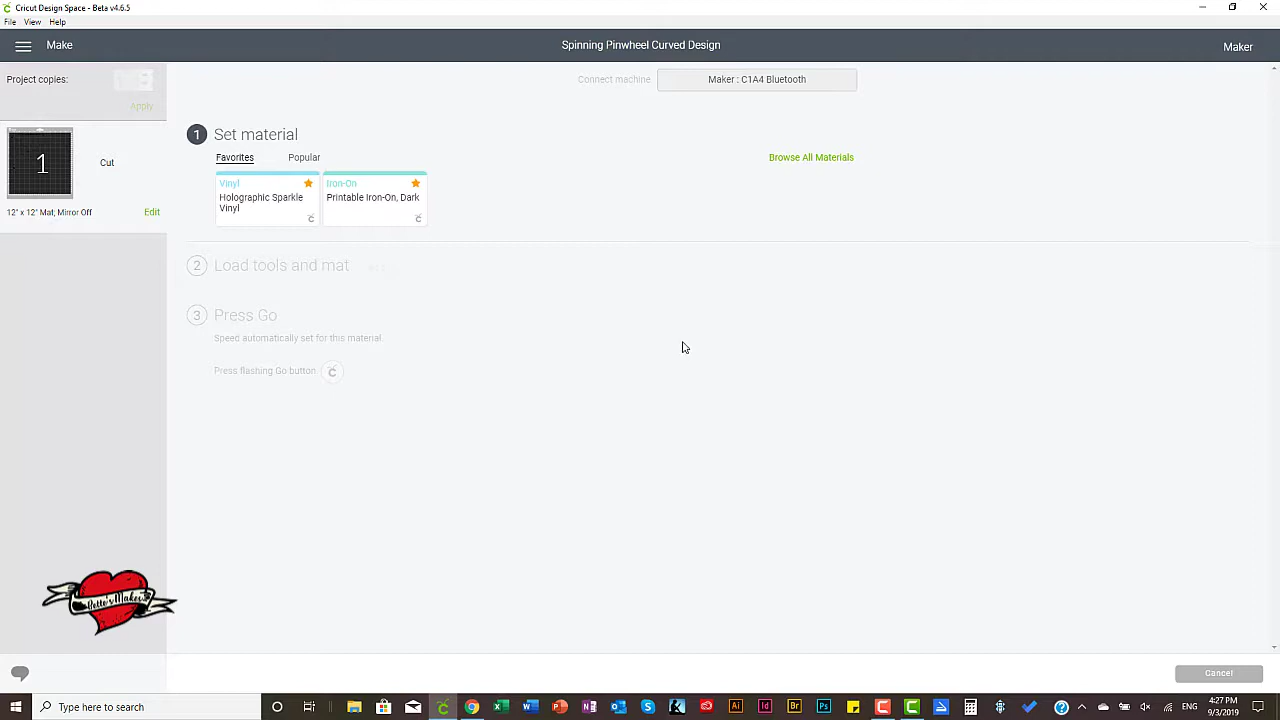 Cricut Design Space - Beta v4.6.5
File View Help
Make
Spinning Pinwheel Curved Design
Maker
Project copies:
Apply
Connect machine
Maker : C1A4 Bluetooth
1
Cut
12" x 12" Mat; Mirror Off
Edit
1 Set material
Favorites Popular
Browse All Materials
Vinyl
Holographic Sparkle
Vinyl
Iron-On
Printable Iron-On, Dark
2 Load tools and mat
3 Press Go
Speed automatically set for this material.
Press flashing Go button
Cancel
Type here to search
ENG
4:27 PM
9/3/2019